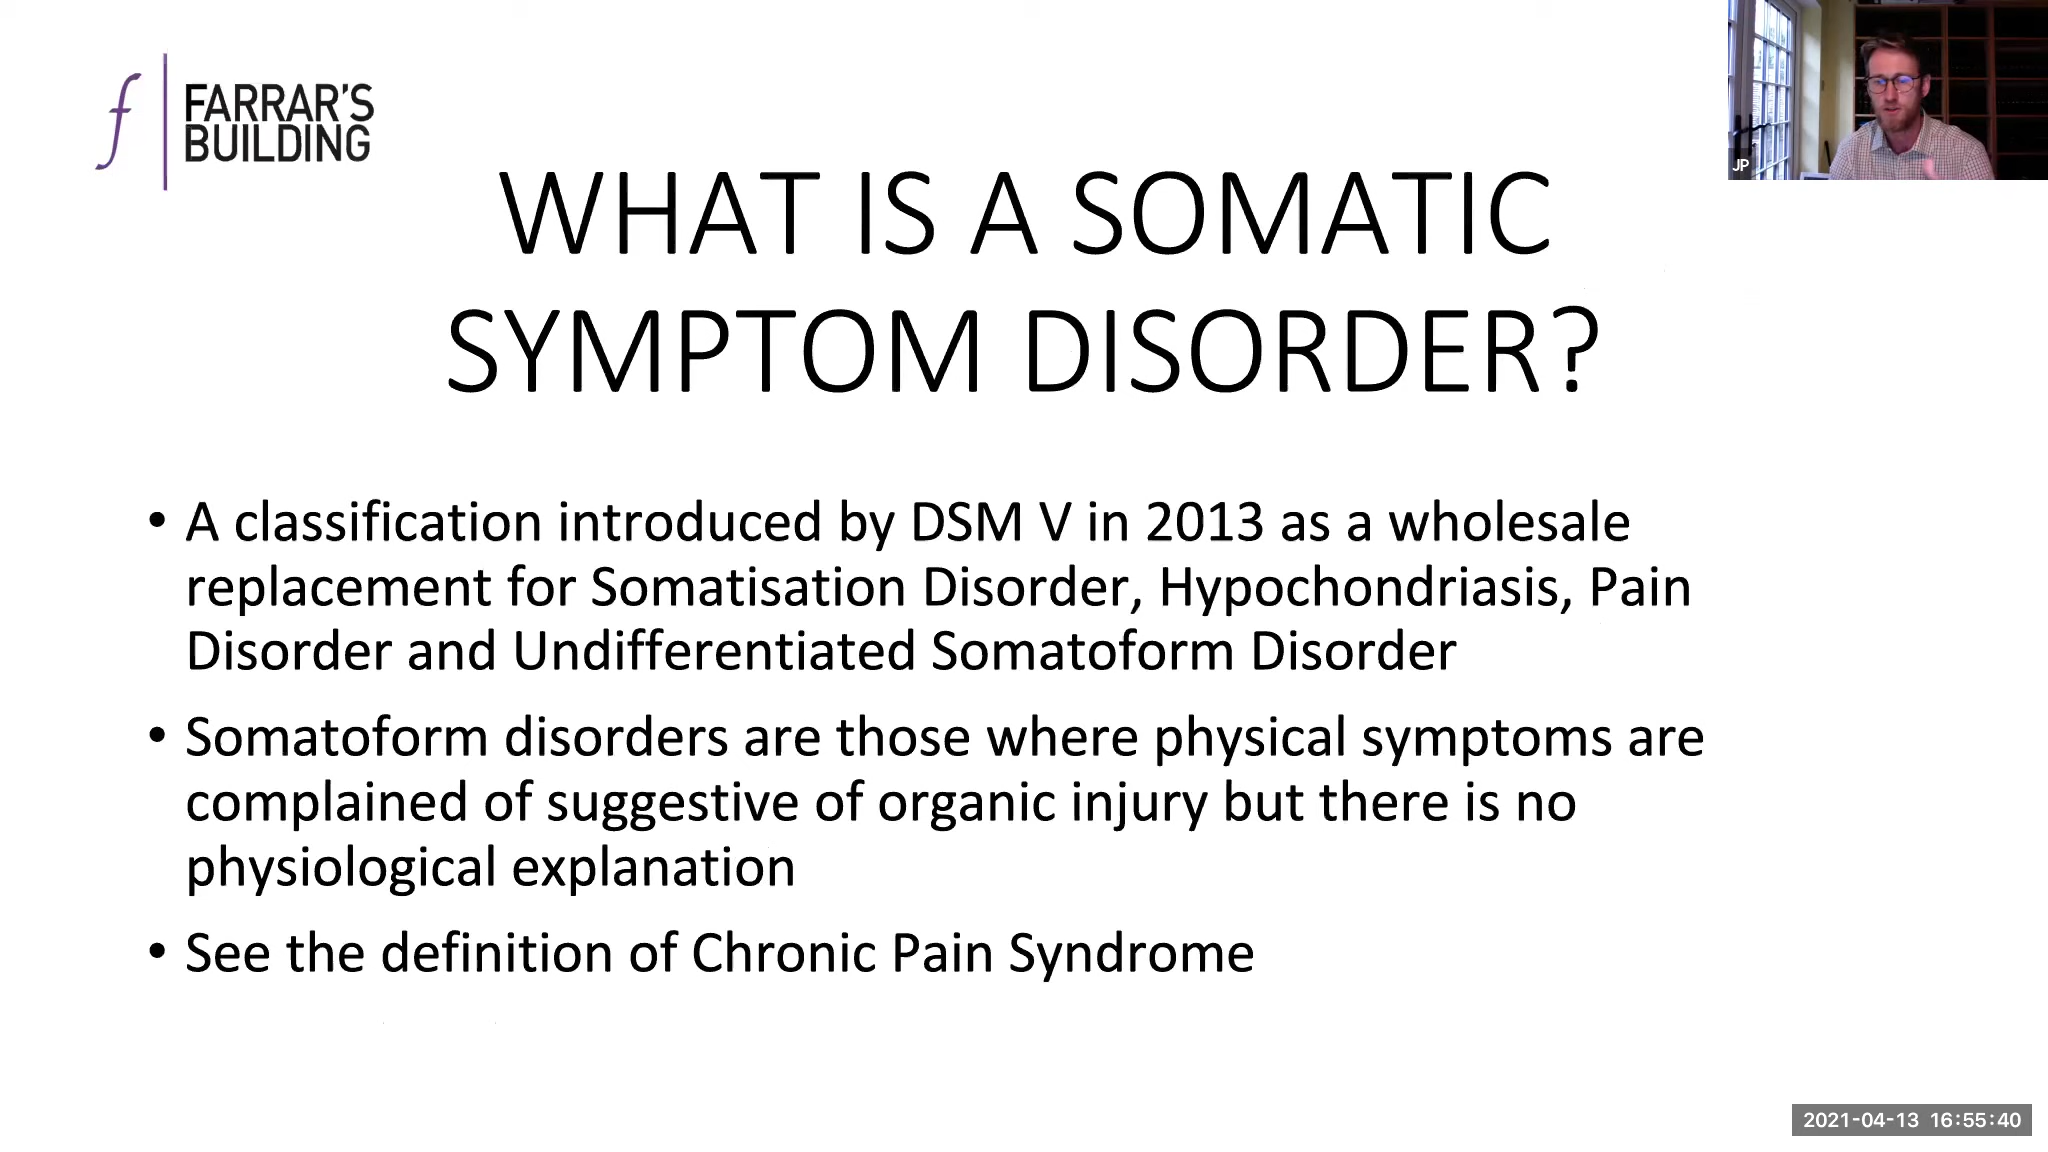 f
FARRAR'S
BUILDING
JP
WHAT IS A SOMATIC
SYMPTOM DISORDER?
• A classification introduced by DSM V in 2013 as a wholesale
replacement for Somatisation Disorder, Hypochondriasis, Pain
Disorder and Undifferentiated Somatoform Disorder
• Somatoform disorders are those where physical symptoms are
complained of suggestive of organic injury but there is no
physiological explanation
• See the definition of Chronic Pain Syndrome
2021-04-13 16:55:40